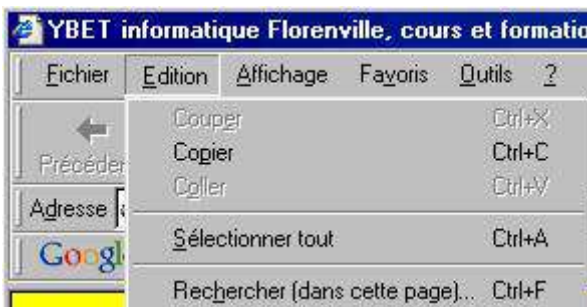 YBET informatique Florenville, cours et formatio
Fichier Edition Affichage Favoris Outils ?
Couper Ctrl+X
Précéder
Copier Ctrl+C
Coller Ctrl+V
Adresse
Sélectionner tout Ctrl+A
Googl
Rechercher (dans cette page)... Ctrl+F